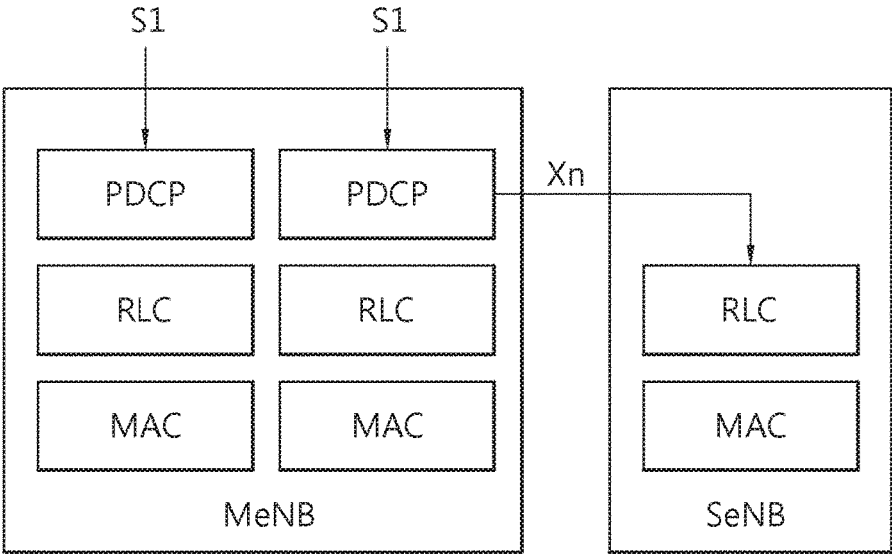 S1 S1
PDCP PDCP Xn
RLC RLC RLC
MAC MAC MAC
MeNB SeNB